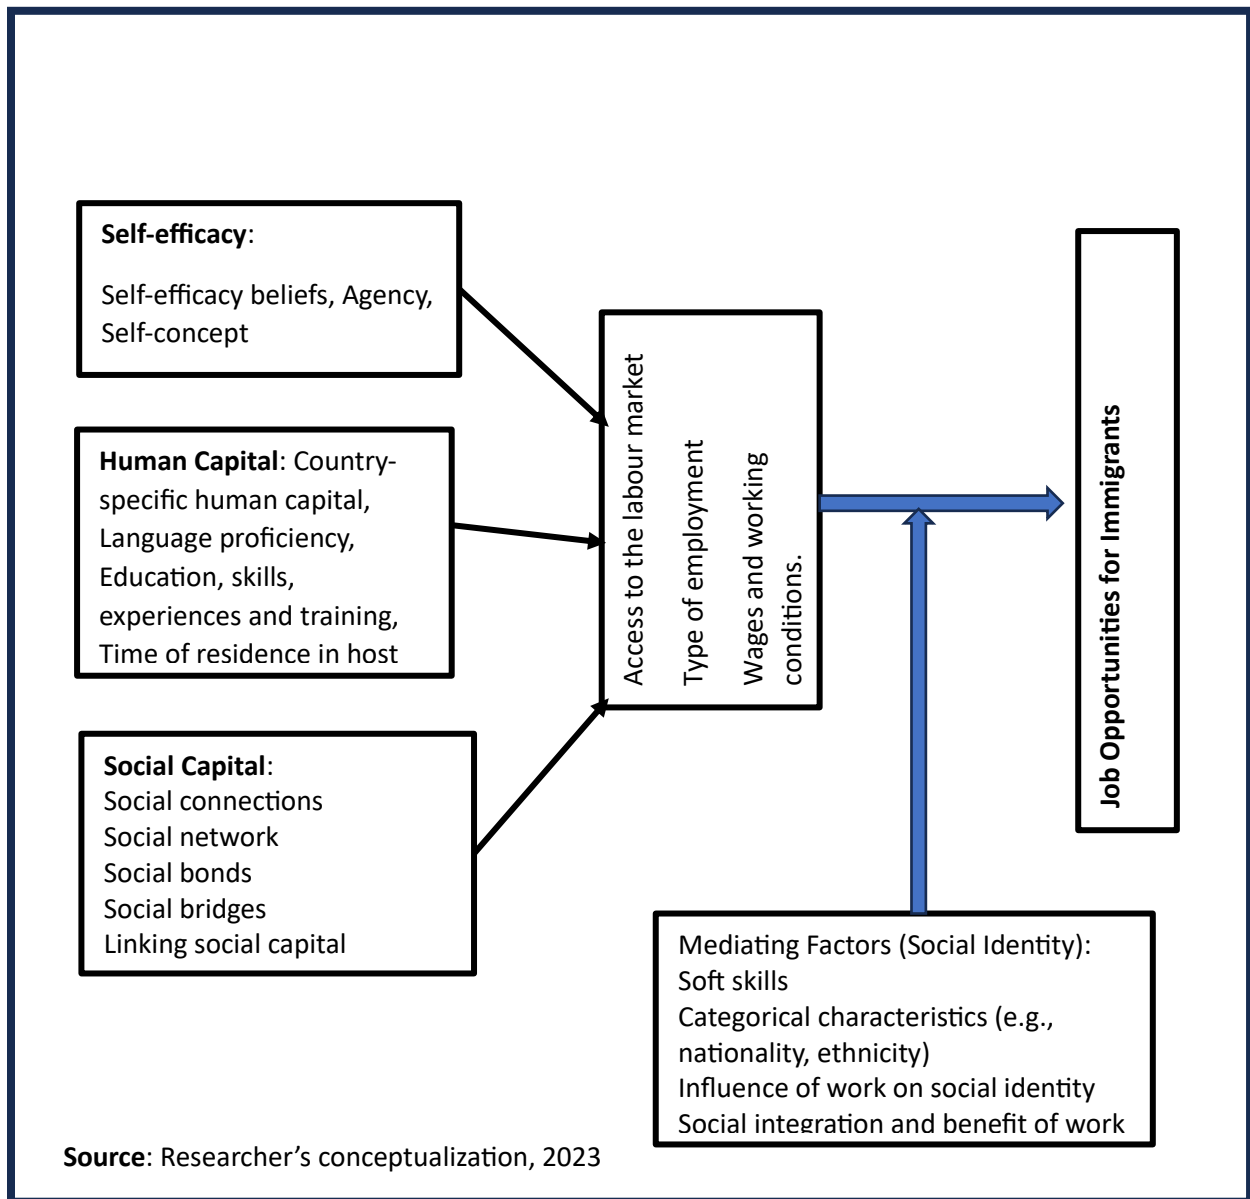 Self-efficacy:
Self-efficacy beliefs, Agency,
Self-concept
Human Capital: Country-
specific human capital,
Language proficiency,
Education, skills,
experiences and training,
Time of residence in host
Social Capital:
Social connections
Social network
Social bonds
Social bridges
Linking social capital
Access to the labour market
Type of employment
Wages and working
conditions.
Job Opportunities for Immigrants
Mediating Factors (Social Identity):
Soft skills
Categorical characteristics (e.g.,
nationality, ethnicity)
Influence of work on social identity
Social integration and benefit of work
Source: Researcher’s conceptualization, 2023